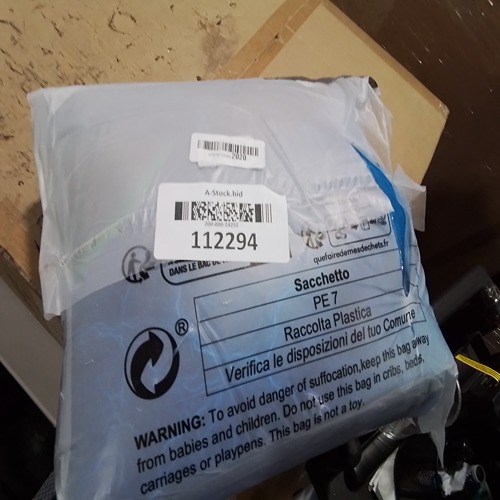 2020
A-Stock.bid
112294
DANS LE BAC DE
quefairedemesdechets.fr
Sacchetto
PE 7
Raccolta Plastica
Verifica le disposizioni del tuo Comune
®
WARNING: To avoid danger of suffocation,keep this bag away
from babies and children. Do not use this bag in cribs, beds,
carriages or playpens. This bag is not a toy.